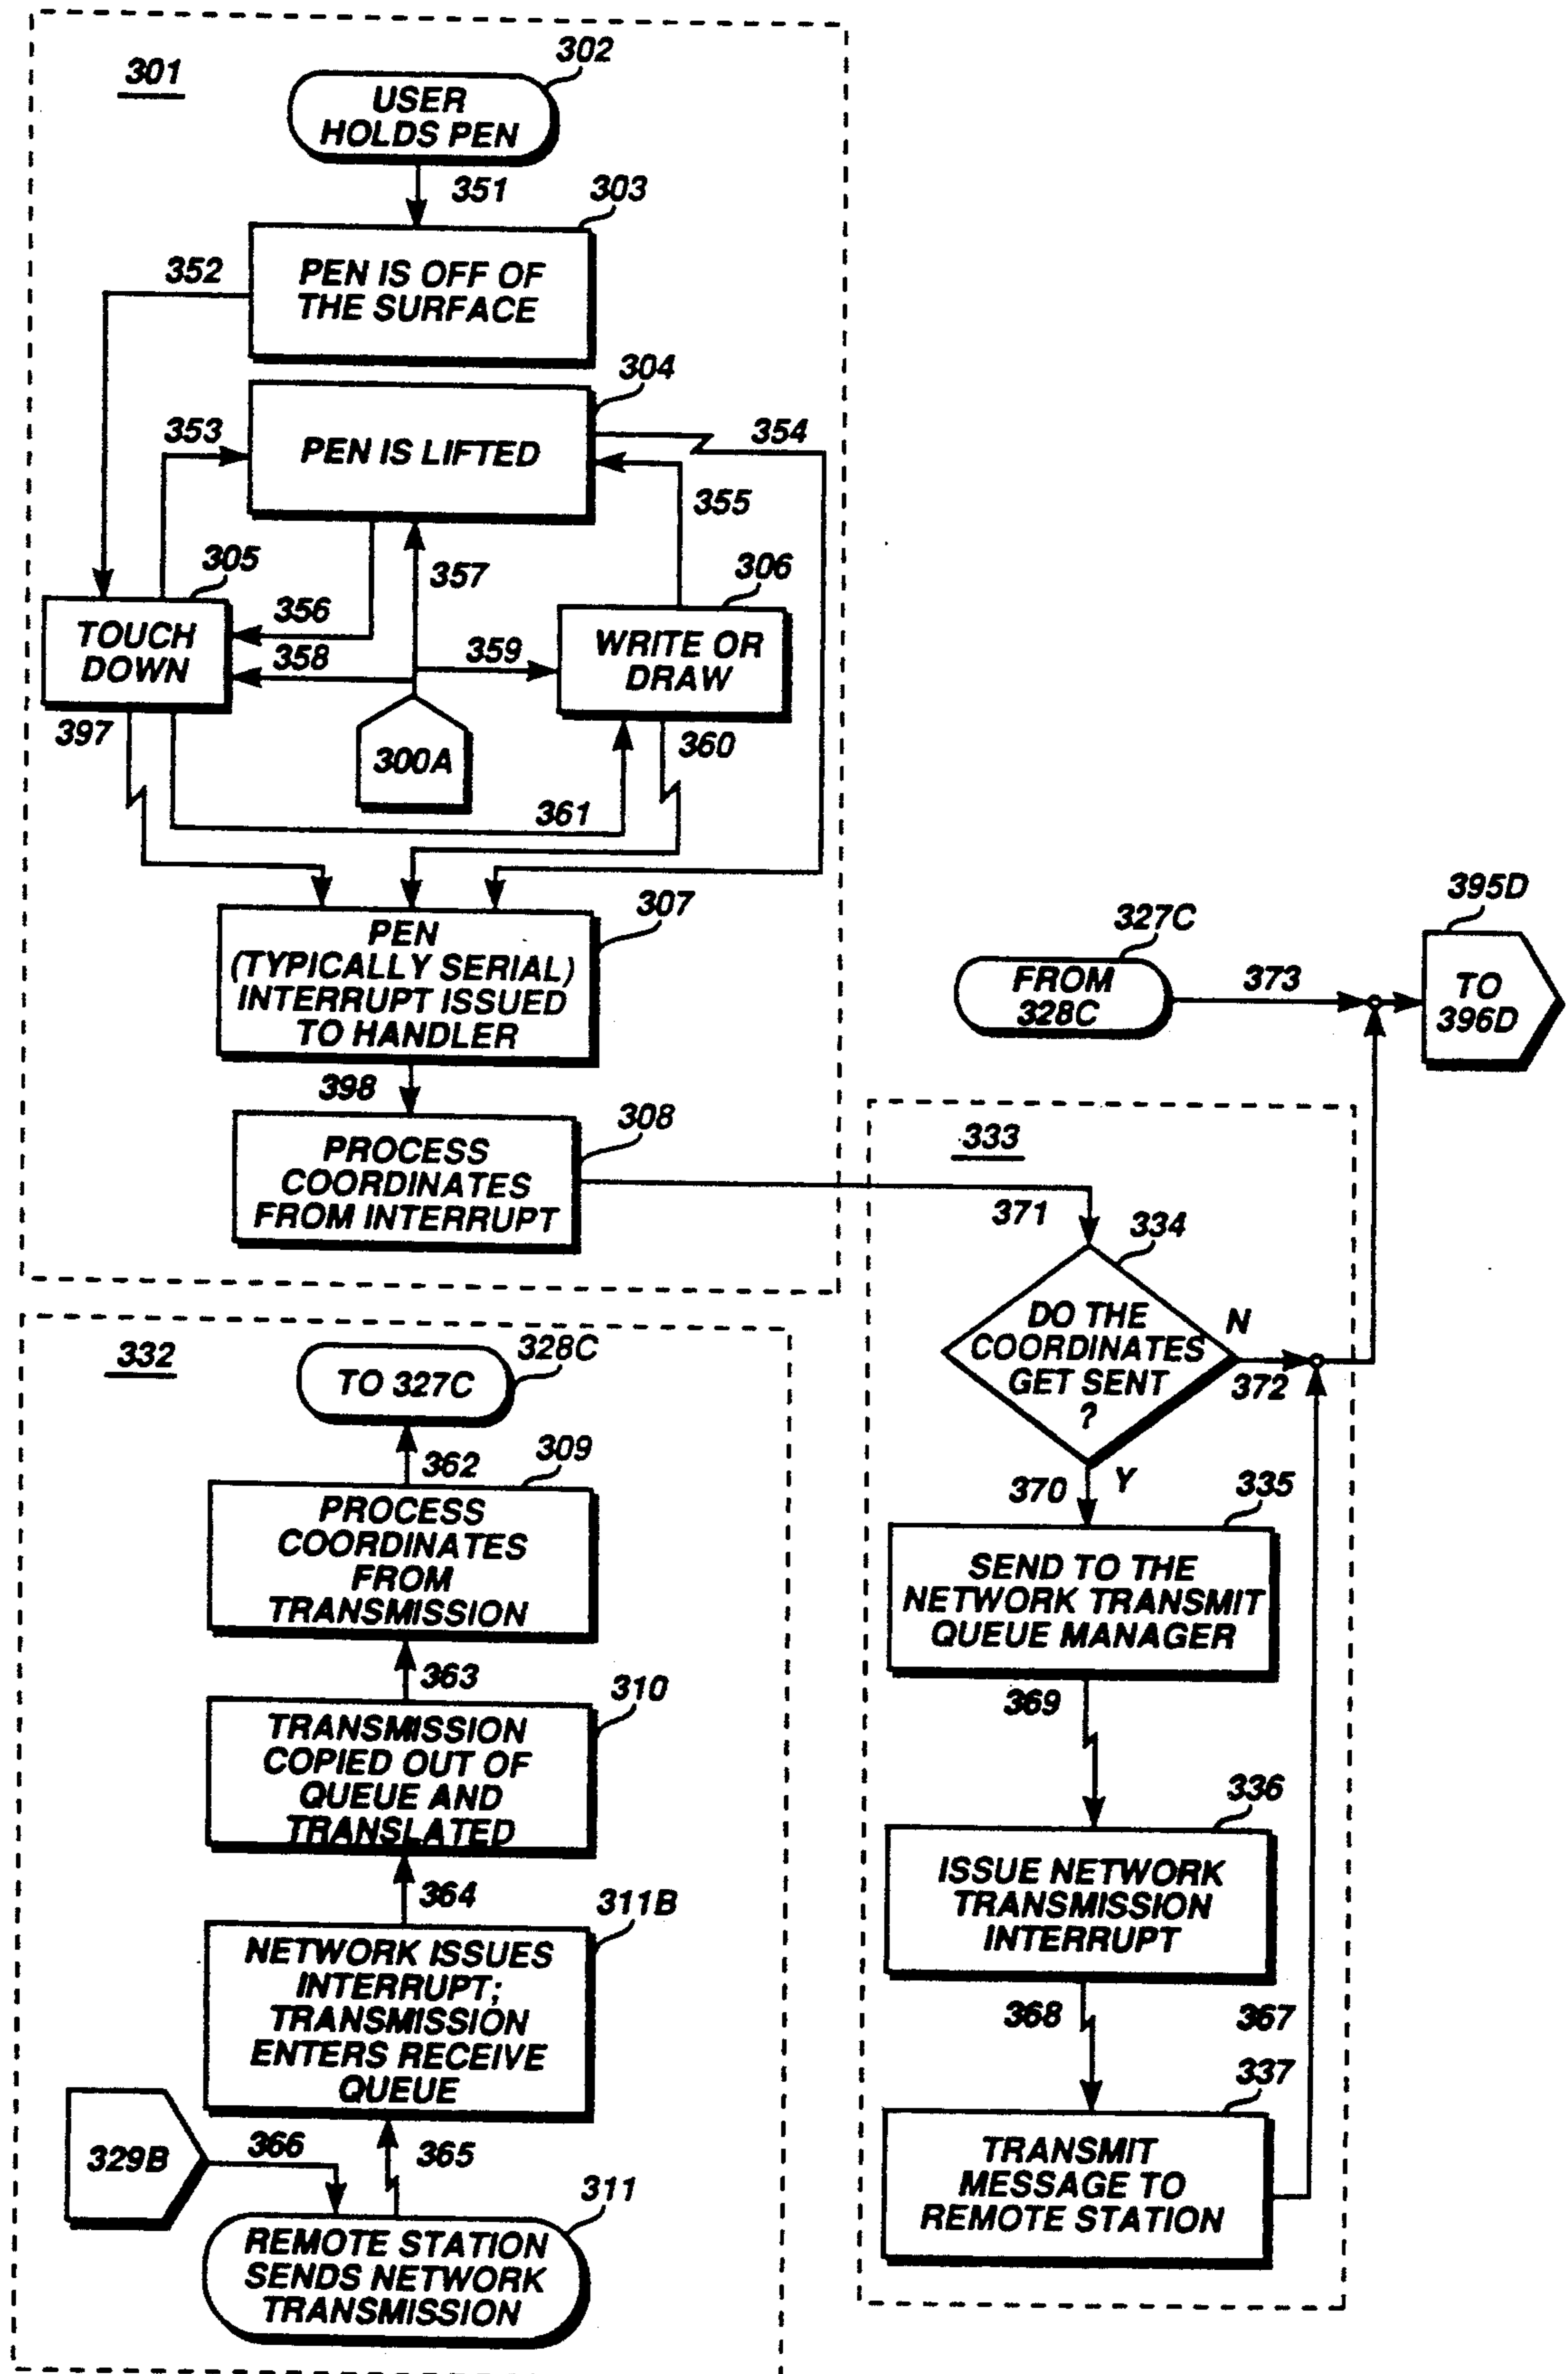 301
302
USER
HOLDS PEN
351
303
PEN IS OFF OF
THE SURFACE
352
304
PEN IS LIFTED
353
354
355
305
TOUCH
DOWN
356
357
358
359
306
WRITE OR
DRAW
397
300A
360
361
307
PEN
(TYPICALLY SERIAL)
INTERRUPT ISSUED
TO HANDLER
398
308
PROCESS
COORDINATES
FROM INTERRUPT
327C
FROM
328C
373
395D
TO
396D
333
371
334
DO THE
COORDINATES
GET SENT
?
N
372
370
Y
335
SEND TO THE
NETWORK TRANSMIT
QUEUE MANAGER
369
336
ISSUE NETWORK
TRANSMISSION
INTERRUPT
368
367
337
TRANSMIT
MESSAGE TO
REMOTE STATION
332
328C
TO 327C
362
309
PROCESS
COORDINATES
FROM
TRANSMISSION
363
310
TRANSMISSION
COPIED OUT OF
QUEUE AND
TRANSLATED
364
311B
NETWORK ISSUES
INTERRUPT;
TRANSMISSION
ENTERS RECEIVE
QUEUE
329B
366
365
311
REMOTE STATION
SENDS NETWORK
TRANSMISSION